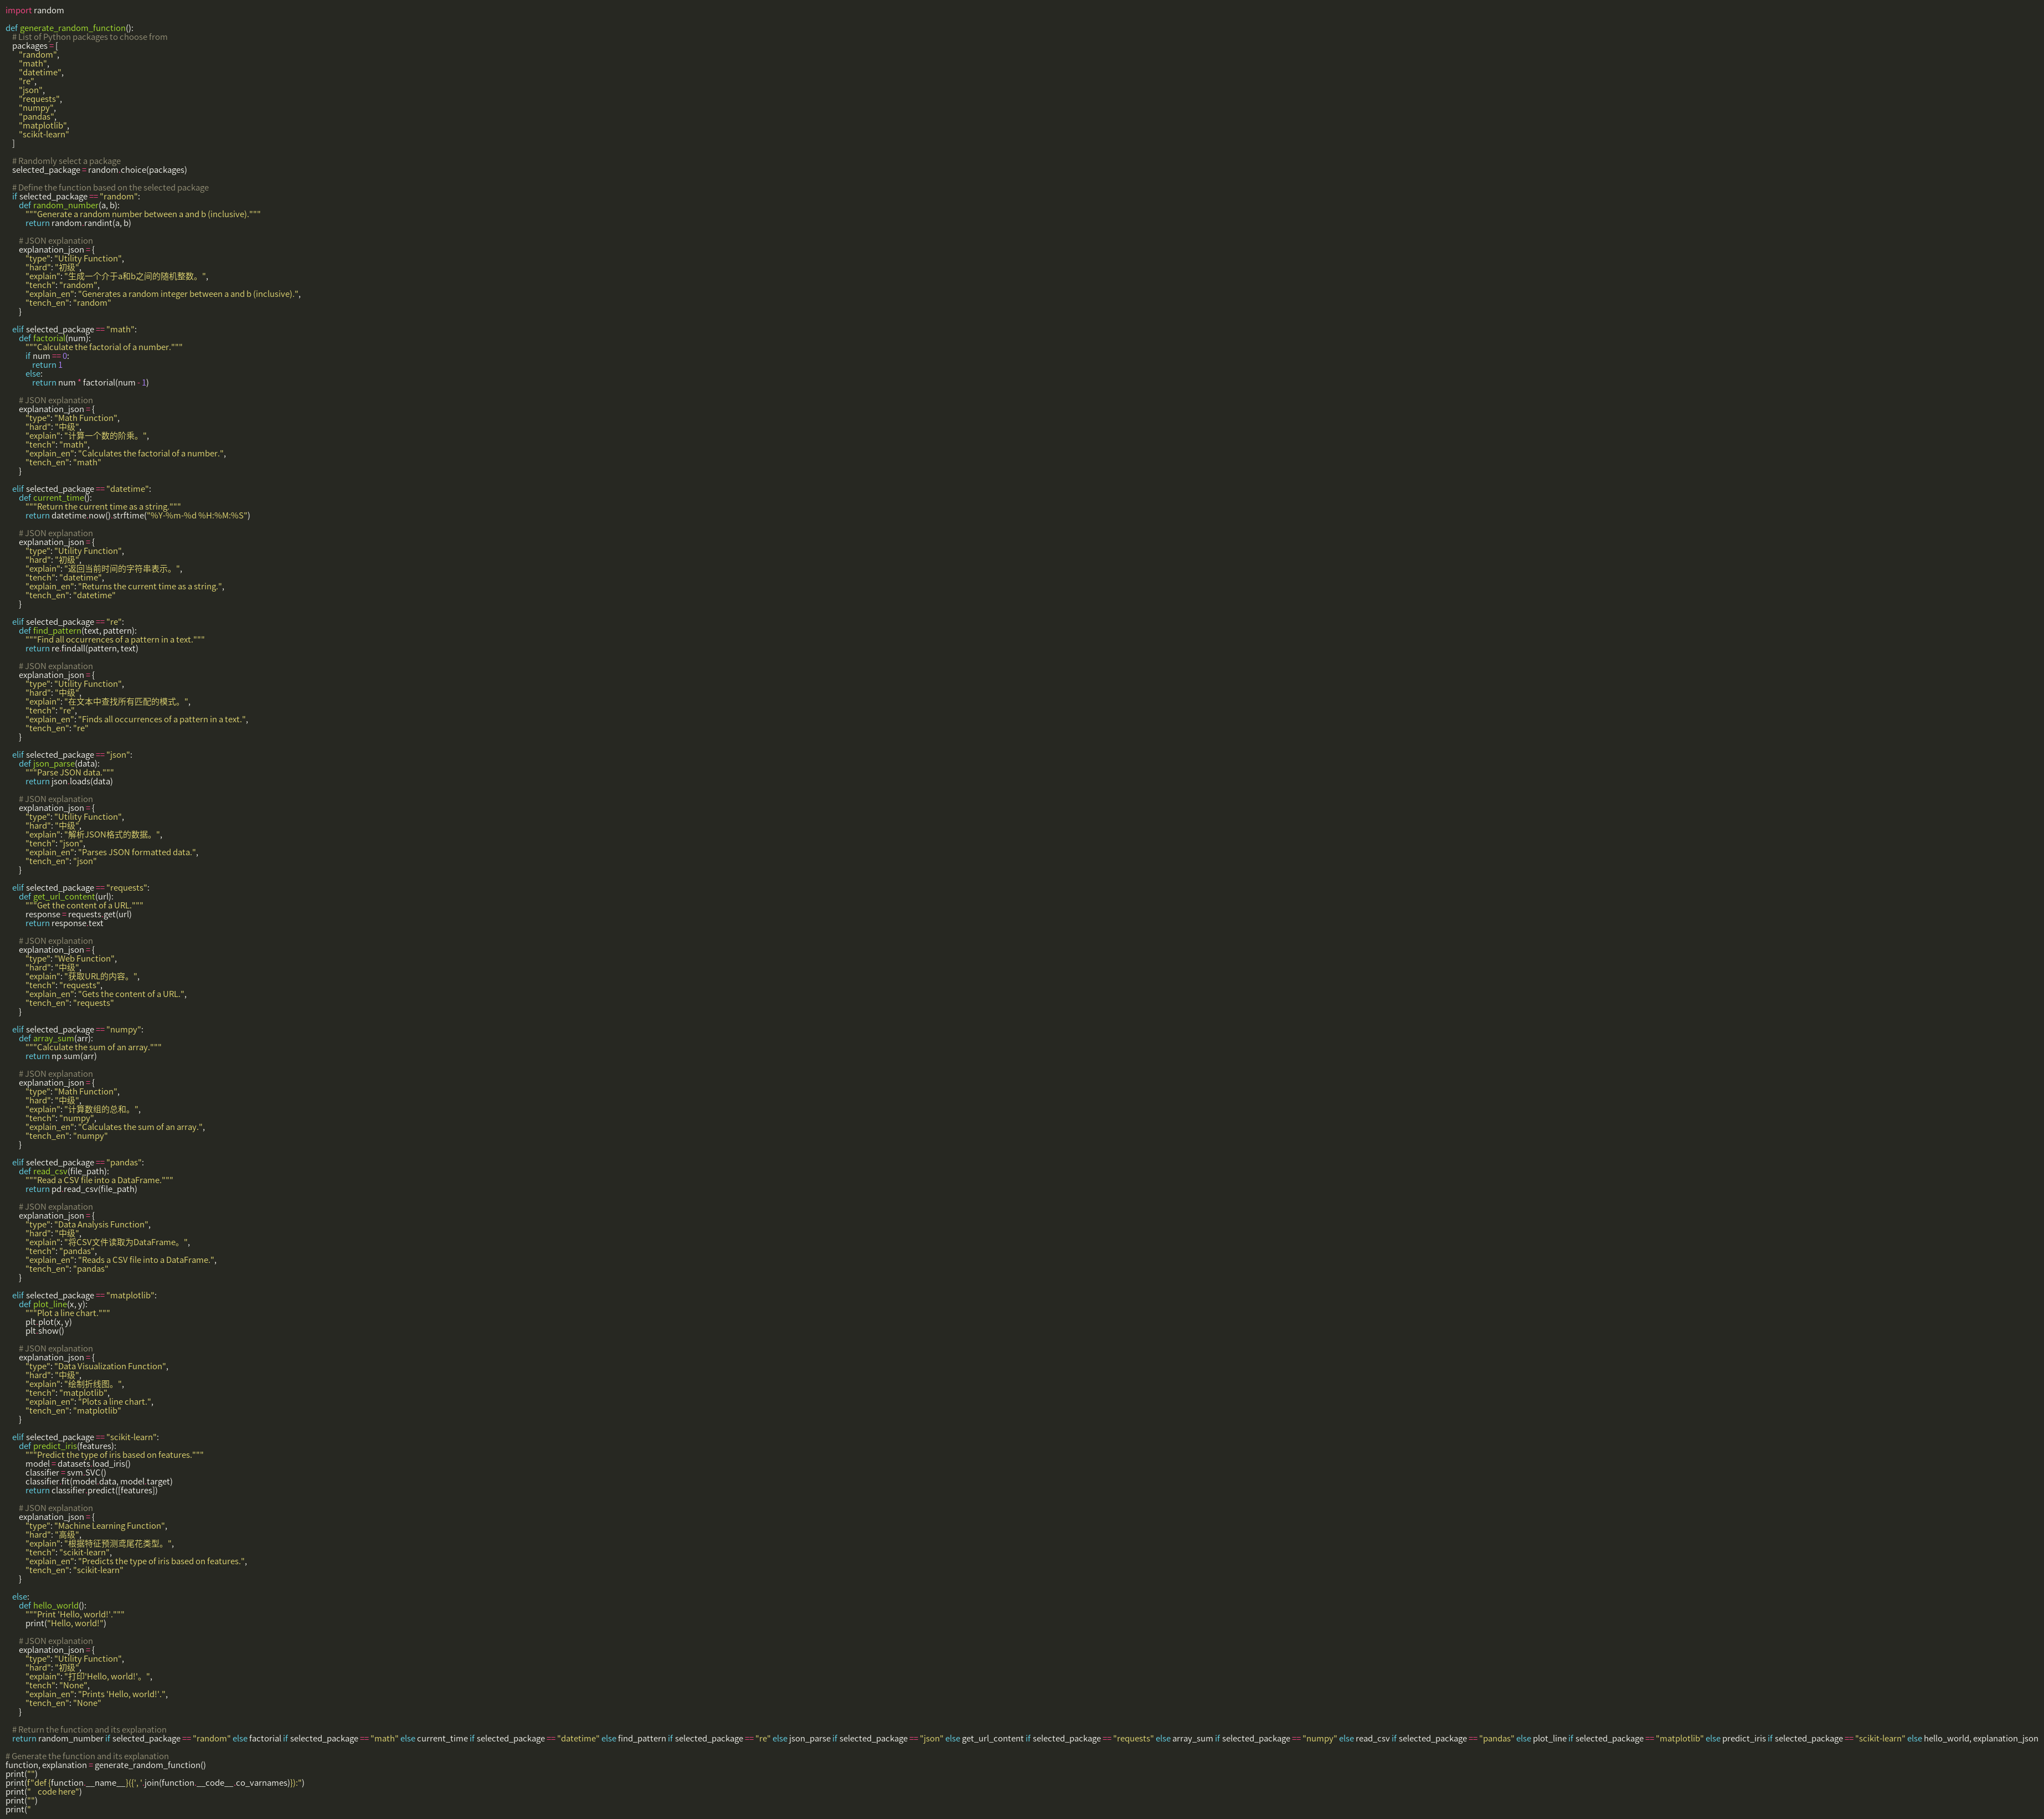 import random

def generate_random_function():
    # List of Python packages to choose from
    packages = [
        "random",
        "math",
        "datetime",
        "re",
        "json",
        "requests",
        "numpy",
        "pandas",
        "matplotlib",
        "scikit-learn"
    ]

    # Randomly select a package
    selected_package = random.choice(packages)

    # Define the function based on the selected package
    if selected_package == "random":
        def random_number(a, b):
            """Generate a random number between a and b (inclusive)."""
            return random.randint(a, b)

        # JSON explanation
        explanation_json = {
            "type": "Utility Function",
            "hard": "初级",
            "explain": "生成一个介于a和b之间的随机整数。",
            "tench": "random",
            "explain_en": "Generates a random integer between a and b (inclusive).",
            "tench_en": "random"
        }

    elif selected_package == "math":
        def factorial(num):
            """Calculate the factorial of a number."""
            if num == 0:
                return 1
            else:
                return num * factorial(num - 1)

        # JSON explanation
        explanation_json = {
            "type": "Math Function",
            "hard": "中级",
            "explain": "计算一个数的阶乘。",
            "tench": "math",
            "explain_en": "Calculates the factorial of a number.",
            "tench_en": "math"
        }

    elif selected_package == "datetime":
        def current_time():
            """Return the current time as a string."""
            return datetime.now().strftime("%Y-%m-%d %H:%M:%S")

        # JSON explanation
        explanation_json = {
            "type": "Utility Function",
            "hard": "初级",
            "explain": "返回当前时间的字符串表示。",
            "tench": "datetime",
            "explain_en": "Returns the current time as a string.",
            "tench_en": "datetime"
        }

    elif selected_package == "re":
        def find_pattern(text, pattern):
            """Find all occurrences of a pattern in a text."""
            return re.findall(pattern, text)

        # JSON explanation
        explanation_json = {
            "type": "Utility Function",
            "hard": "中级",
            "explain": "在文本中查找所有匹配的模式。",
            "tench": "re",
            "explain_en": "Finds all occurrences of a pattern in a text.",
            "tench_en": "re"
        }

    elif selected_package == "json":
        def json_parse(data):
            """Parse JSON data."""
            return json.loads(data)

        # JSON explanation
        explanation_json = {
            "type": "Utility Function",
            "hard": "中级",
            "explain": "解析JSON格式的数据。",
            "tench": "json",
            "explain_en": "Parses JSON formatted data.",
            "tench_en": "json"
        }

    elif selected_package == "requests":
        def get_url_content(url):
            """Get the content of a URL."""
            response = requests.get(url)
            return response.text

        # JSON explanation
        explanation_json = {
            "type": "Web Function",
            "hard": "中级",
            "explain": "获取URL的内容。",
            "tench": "requests",
            "explain_en": "Gets the content of a URL.",
            "tench_en": "requests"
        }

    elif selected_package == "numpy":
        def array_sum(arr):
            """Calculate the sum of an array."""
            return np.sum(arr)

        # JSON explanation
        explanation_json = {
            "type": "Math Function",
            "hard": "中级",
            "explain": "计算数组的总和。",
            "tench": "numpy",
            "explain_en": "Calculates the sum of an array.",
            "tench_en": "numpy"
        }

    elif selected_package == "pandas":
        def read_csv(file_path):
            """Read a CSV file into a DataFrame."""
            return pd.read_csv(file_path)

        # JSON explanation
        explanation_json = {
            "type": "Data Analysis Function",
            "hard": "中级",
            "explain": "将CSV文件读取为DataFrame。",
            "tench": "pandas",
            "explain_en": "Reads a CSV file into a DataFrame.",
            "tench_en": "pandas"
        }

    elif selected_package == "matplotlib":
        def plot_line(x, y):
            """Plot a line chart."""
            plt.plot(x, y)
            plt.show()

        # JSON explanation
        explanation_json = {
            "type": "Data Visualization Function",
            "hard": "中级",
            "explain": "绘制折线图。",
            "tench": "matplotlib",
            "explain_en": "Plots a line chart.",
            "tench_en": "matplotlib"
        }

    elif selected_package == "scikit-learn":
        def predict_iris(features):
            """Predict the type of iris based on features."""
            model = datasets.load_iris()
            classifier = svm.SVC()
            classifier.fit(model.data, model.target)
            return classifier.predict([features])

        # JSON explanation
        explanation_json = {
            "type": "Machine Learning Function",
            "hard": "高级",
            "explain": "根据特征预测鸢尾花类型。",
            "tench": "scikit-learn",
            "explain_en": "Predicts the type of iris based on features.",
            "tench_en": "scikit-learn"
        }

    else:
        def hello_world():
            """Print 'Hello, world!'."""
            print("Hello, world!")

        # JSON explanation
        explanation_json = {
            "type": "Utility Function",
            "hard": "初级",
            "explain": "打印'Hello, world!'。",
            "tench": "None",
            "explain_en": "Prints 'Hello, world!'.",
            "tench_en": "None"
        }

    # Return the function and its explanation
    return random_number if selected_package == "random" else factorial if selected_package == "math" else current_time if selected_package == "datetime" else find_pattern if selected_package == "re" else json_parse if selected_package == "json" else get_url_content if selected_package == "requests" else array_sum if selected_package == "numpy" else read_csv if selected_package == "pandas" else plot_line if selected_package == "matplotlib" else predict_iris if selected_package == "scikit-learn" else hello_world, explanation_json

# Generate the function and its explanation
function, explanation = generate_random_function()
print("")
print(f"def {function.__name__}({', '.join(function.__code__.co_varnames)}):")
print("    code here")
print("")
print("